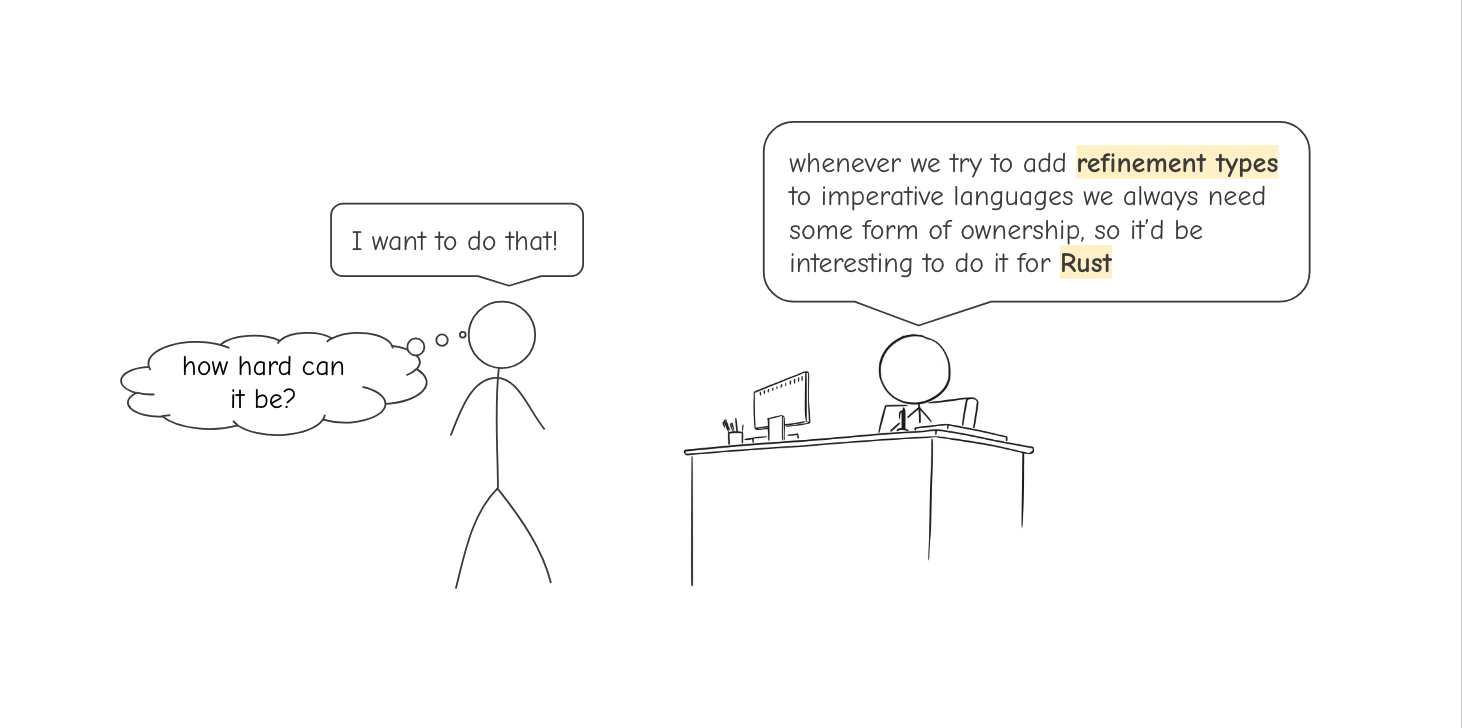 whenever we try to add refinement types
to imperative languages we always need
some form of ownership, so it'd be
interesting to do it for Rust
I want to do that!
how hard can
it be?